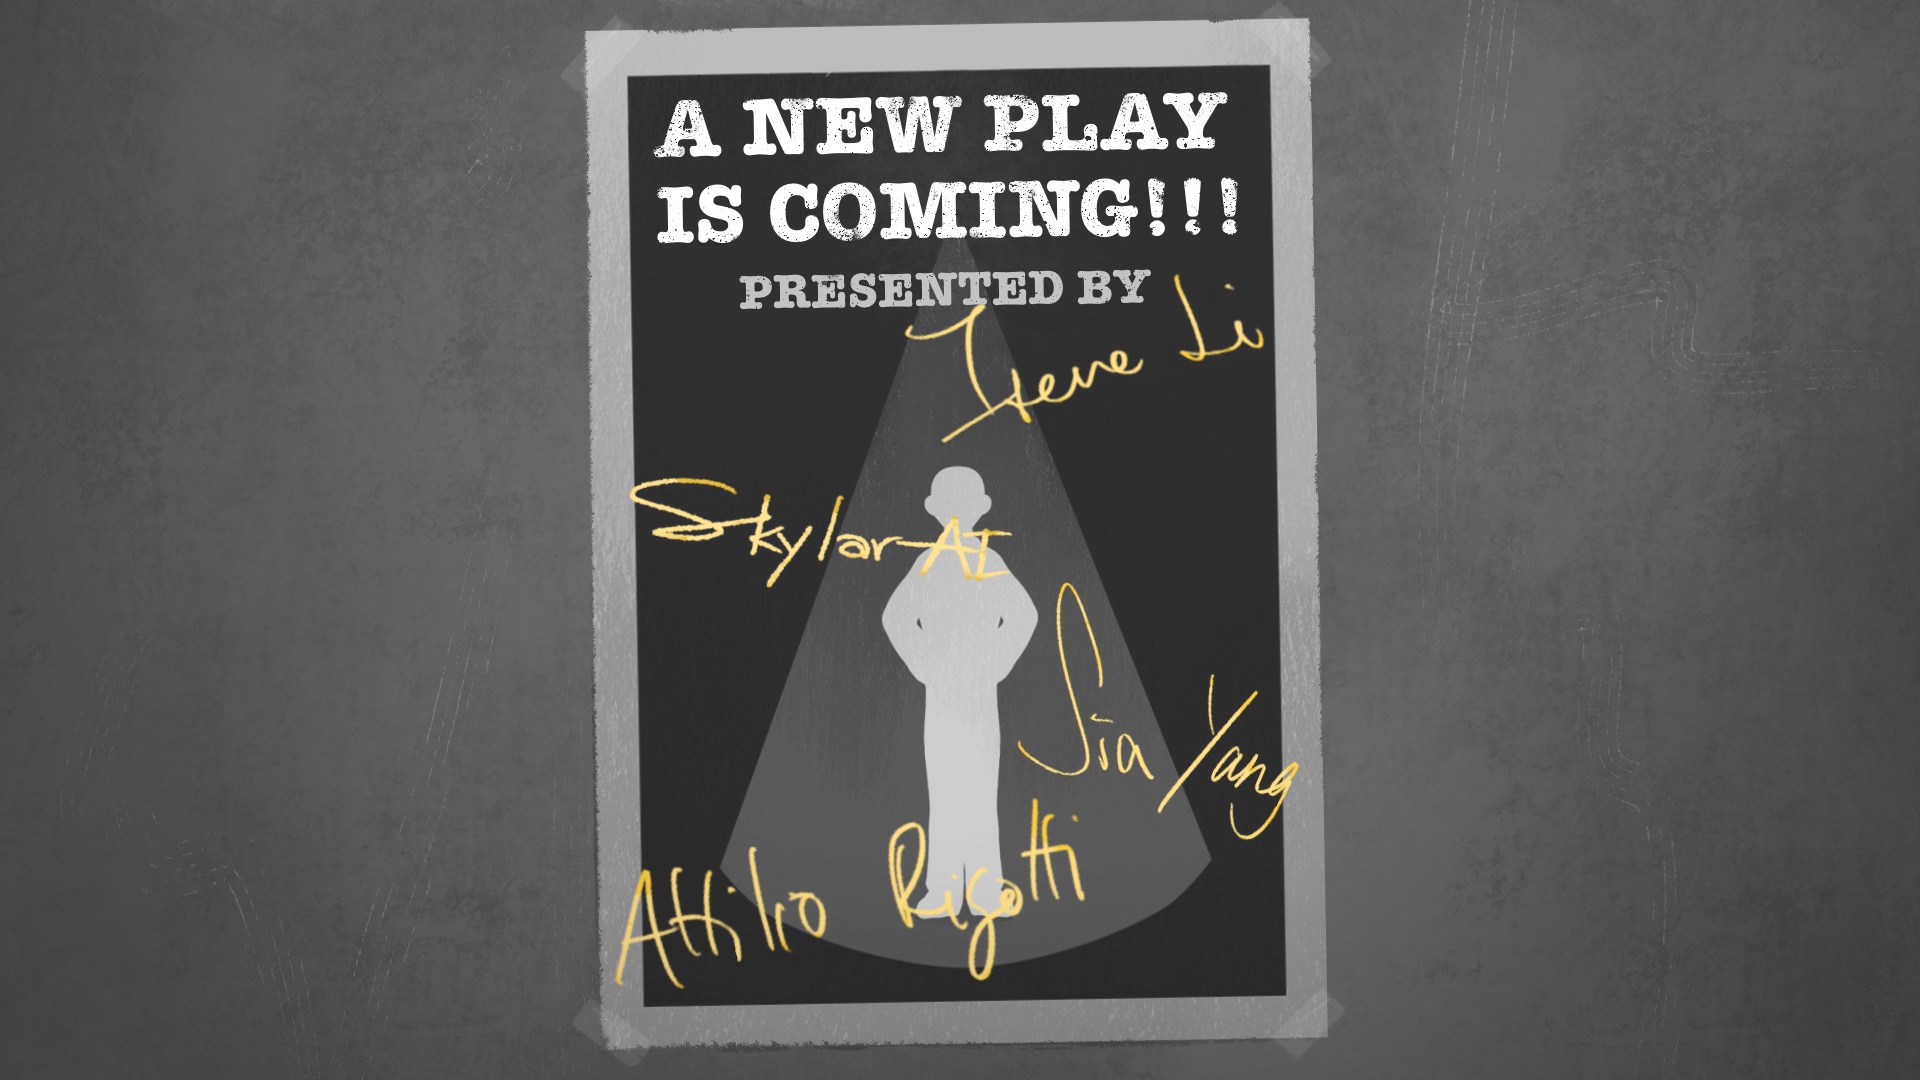 A NEW PLAY
IS COMING!!!
PRESENTED BY
Irene Li
Skylar AI
Sia Yang
Attilio Rigotti